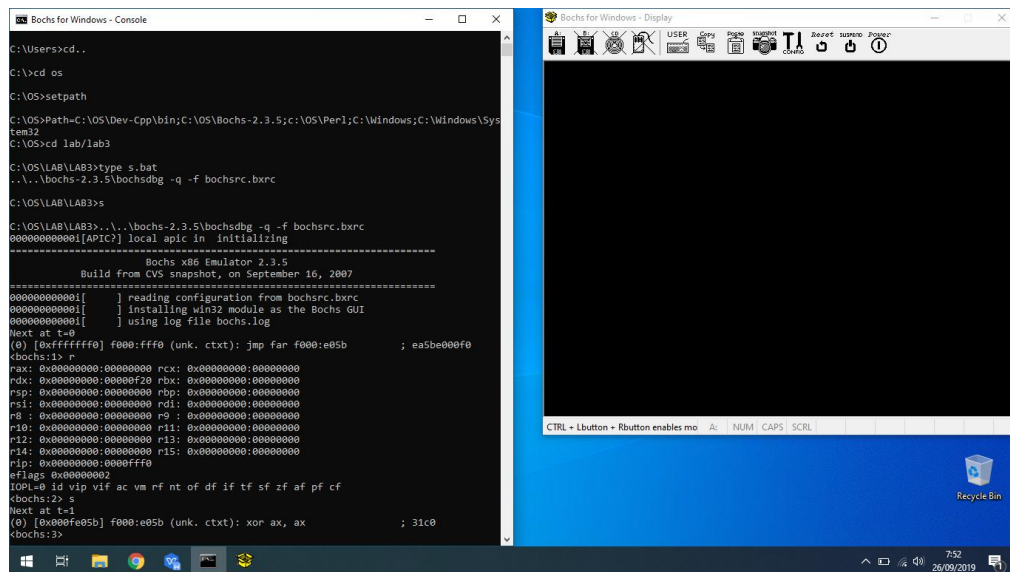 Bochs for Windows - Console
C:\Users>cd..
C:\>cd os
C:\OS>setpath
C:\OS>Path=C:\OS\Dev-Cpp\bin;C:\OS\Bochs-2.3.5;c:\OS\Perl;C:\Windows;C:\Windows\Sys
tem32
C:\OS>cd lab/lab3
C:\OS\LAB\LAB3>type s.bat
..\..\bochs-2.3.5\bochsdbg -q -f bochsrc.bxrc
C:\OS\LAB\LAB3>s
C:\OS\LAB\LAB3>..\..\bochs-2.3.5\bochsdbg -q -f bochsrc.bxrc
00000000000i[APIC?] local apic in  initializing
========================================================================
Bochs x86 Emulator 2.3.5
Build from CVS snapshot, on September 16, 2007
========================================================================
00000000000i[     ] reading configuration from bochsrc.bxrc
00000000000i[     ] installing win32 module as the Bochs GUI
00000000000i[     ] using log file bochs.log
Next at t=0
(0) [0xfffffff0] f000:fff0 (unk. ctxt): jmp far f000:e05b         ; ea5be000f0
<bochs:1> r
rax: 0x00000000:00000000 rcx: 0x00000000:00000000
rdx: 0x00000000:00000f20 rbx: 0x00000000:00000000
rsp: 0x00000000:00000000 rbp: 0x00000000:00000000
rsi: 0x00000000:00000000 rdi: 0x00000000:00000000
r8 : 0x00000000:00000000 r9 : 0x00000000:00000000
r10: 0x00000000:00000000 r11: 0x00000000:00000000
r12: 0x00000000:00000000 r13: 0x00000000:00000000
r14: 0x00000000:00000000 r15: 0x00000000:00000000
rip: 0x00000000:0000fff0
eflags 0x00000002
IOPL=0 id vip vif ac vm rf nt of df if tf sf zf af pf cf
<bochs:2> s
Next at t=1
(0) [0x000fe05b] f000:e05b (unk. ctxt): xor ax, ax                ; 31c0
<bochs:3>
Bochs for Windows - Display
A: B: CD USER Copy Paste snapshot CONFIG Reset SUSPEND Power
CTRL + Lbutton + Rbutton enables mo A: NUM CAPS SCRL
Recycle Bin
7:52
26/09/2019